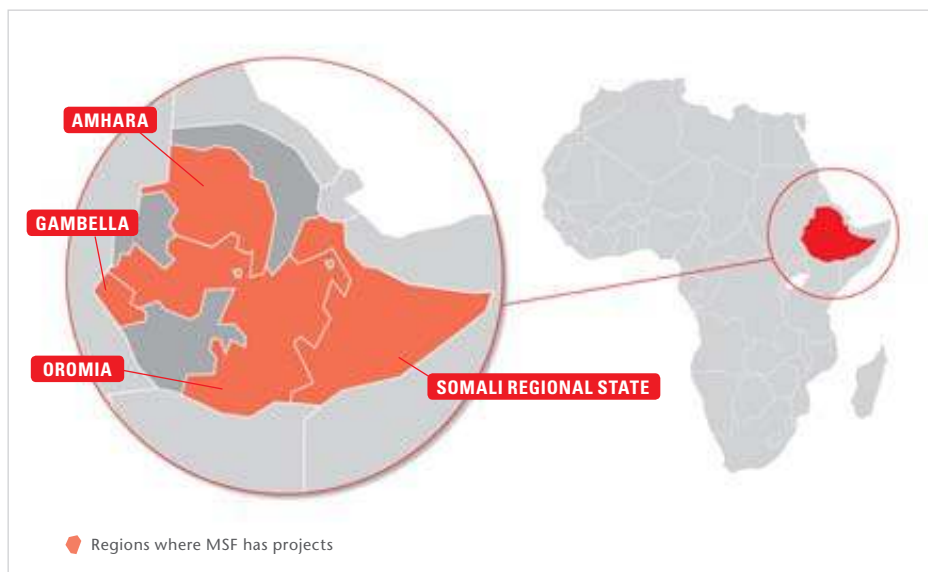 AMHARA
GAMBELLA
OROMIA
SOMALI REGIONAL STATE
Regions where MSF has projects